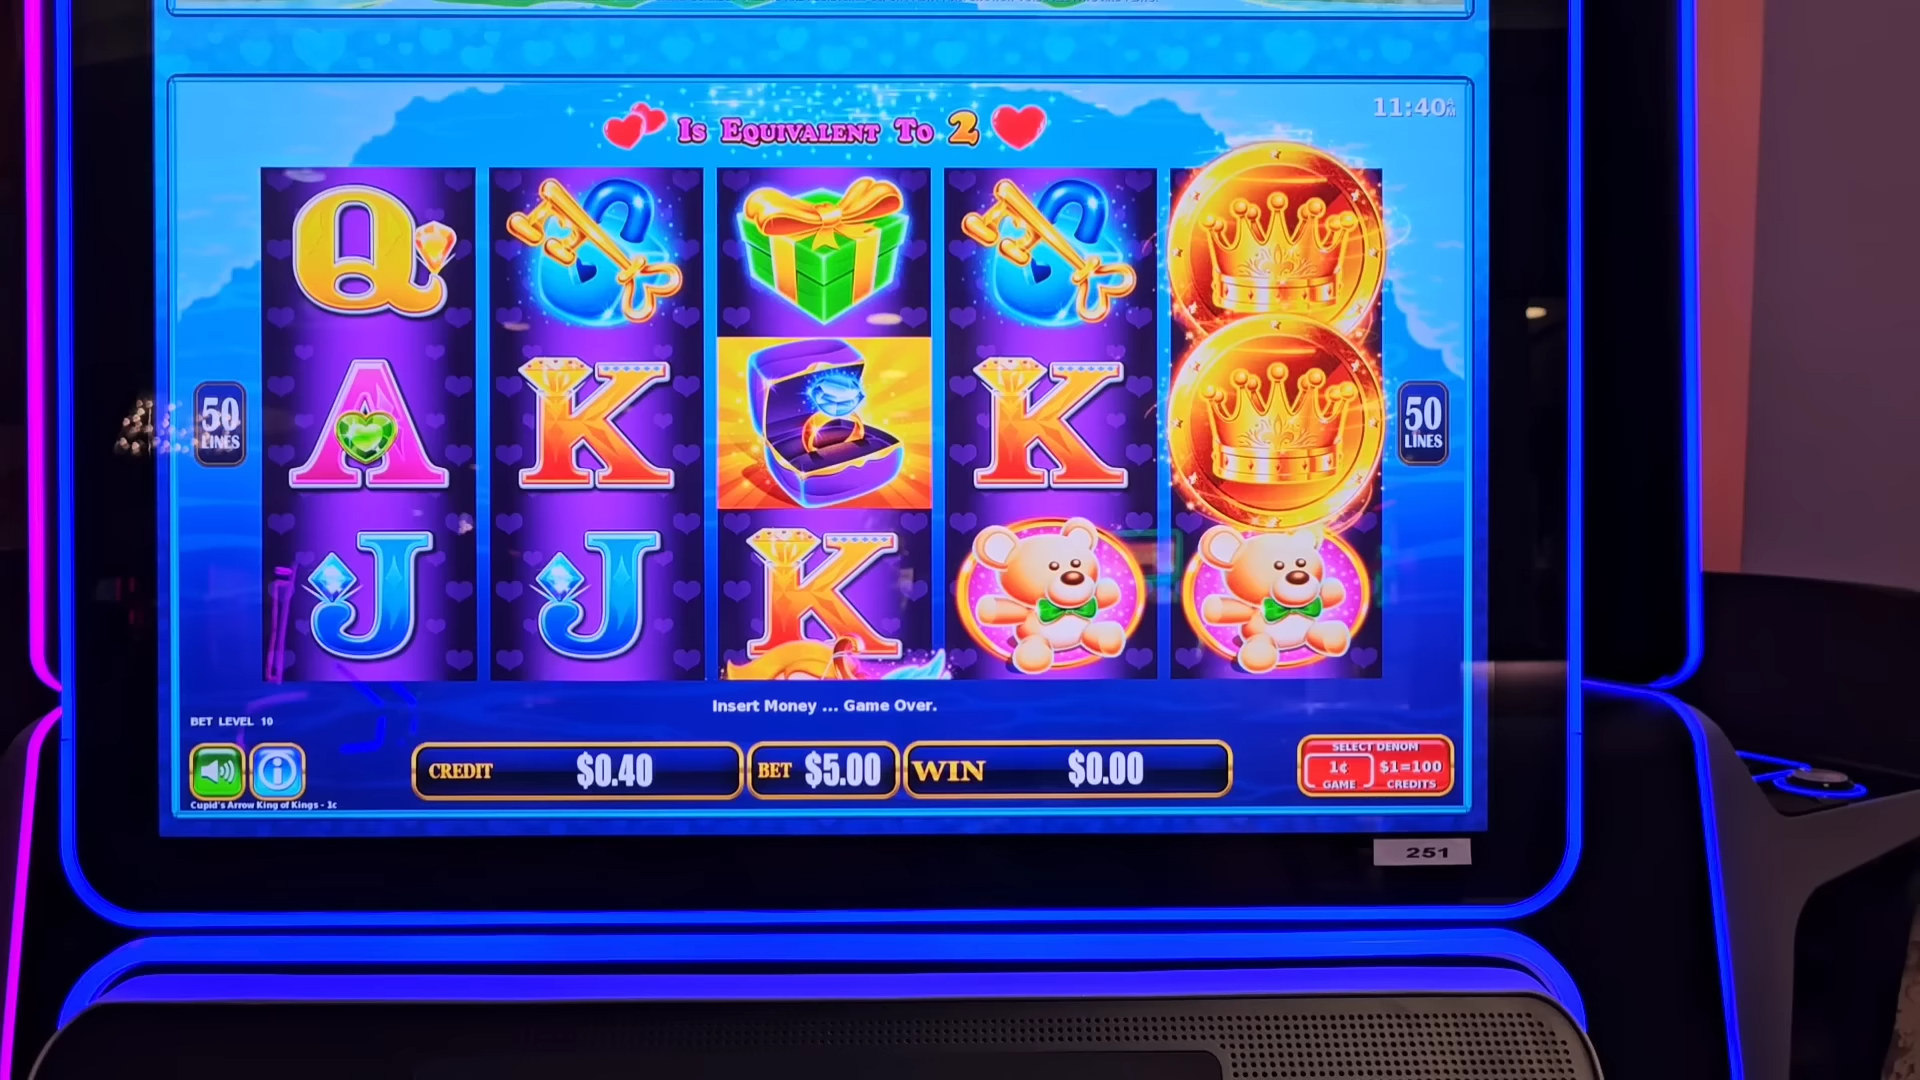 Is Equivalent To 2
11:40AM
Q
50 LINES
A
K
K
50 LINES
J
J
K
Insert Money ... Game Over.
BET LEVEL 10
CREDIT $0.40
BET $5.00
WIN $0.00
SELECT DENOM
1¢ $1=100
GAME CREDITS
Cupid's Arrow King of Kings - 1c
251